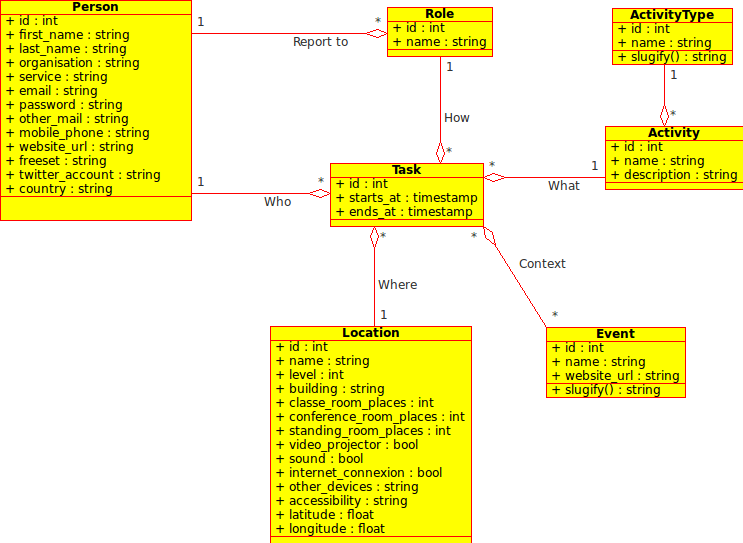 Person
+ id : int
+ first_name : string
+ last_name : string
+ organisation : string
+ service : string
+ email : string
+ password : string
+ other_mail : string
+ mobile_phone : string
+ website_url : string
+ freeset : string
+ twitter_account : string
+ country : string
1
*
Report to
Role
+ id : int
+ name : string
ActivityType
+ id : int
+ name : string
+ slugify() : string
1
*
1
How
*
Activity
+ id : int
+ name : string
+ description : string
1
*
Who
Task
+ id : int
+ starts_at : timestamp
+ ends_at : timestamp
*
1
What
*
Where
1
*
Context
*
Location
+ id : int
+ name : string
+ level : int
+ building : string
+ classe_room_places : int
+ conference_room_places : int
+ standing_room_places : int
+ video_projector : bool
+ sound : bool
+ internet_connexion : bool
+ other_devices : string
+ accessibility : string
+ latitude : float
+ longitude : float
Event
+ id : int
+ name : string
+ website_url : string
+ slugify() : string